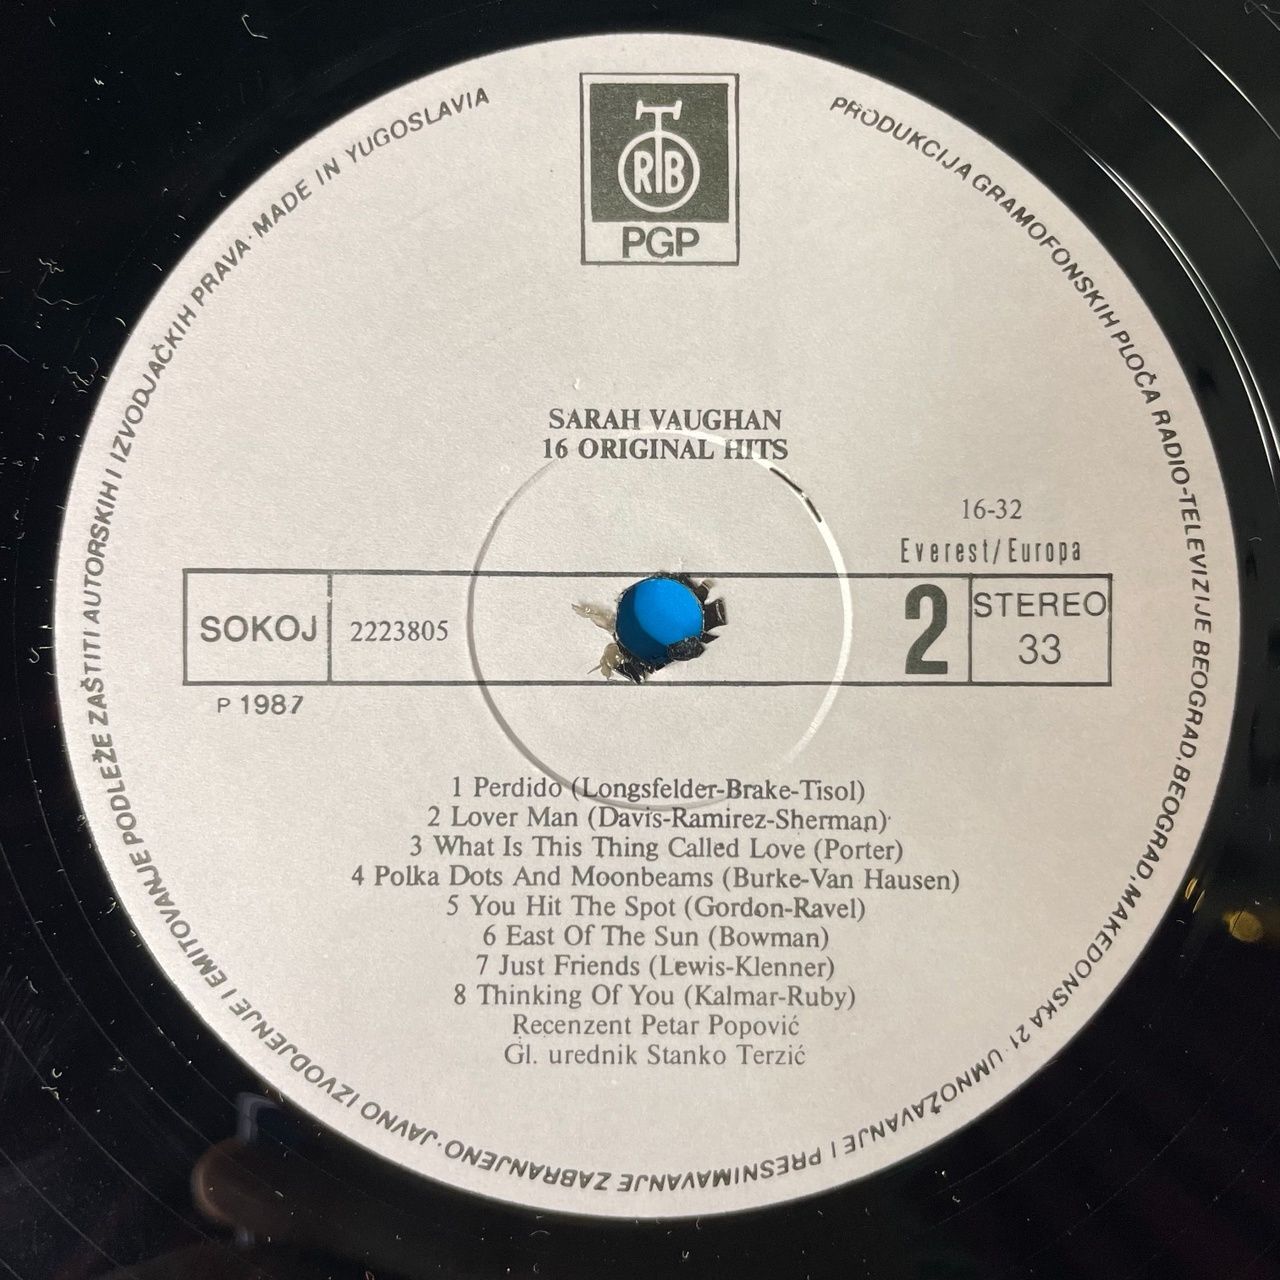 RTB
PGP
PRODUKCIJA GRAMOFONSKIH PLOČA RADIO-TELEVIZIJE BEOGRAD, BEOGRAD, MAKEDONSKA 21 · UMNOŽAVANJE I PRESNIMAVANJE ZABRANJENO · JAVNO IZVODJENJE I EMITOVANJE PODLEŽE ZAŠTITI AUTORSKIH I IZVODJAČKIH PRAVA · MADE IN YUGOSLAVIA
SARAH VAUGHAN
16 ORIGINAL HITS
16-32
Everest/Europa
SOKOJ 2223805 2 STEREO
33
P 1987
1 Perdido (Longsfelder-Brake-Tisol)
2 Lover Man (Davis-Ramirez-Sherman)
3 What Is This Thing Called Love (Porter)
4 Polka Dots And Moonbeams (Burke-Van Hausen)
5 You Hit The Spot (Gordon-Ravel)
6 East Of The Sun (Bowman)
7 Just Friends (Lewis-Klenner)
8 Thinking Of You (Kalmar-Ruby)
Recenzent Petar Popović
Gl. urednik Stanko Terzić